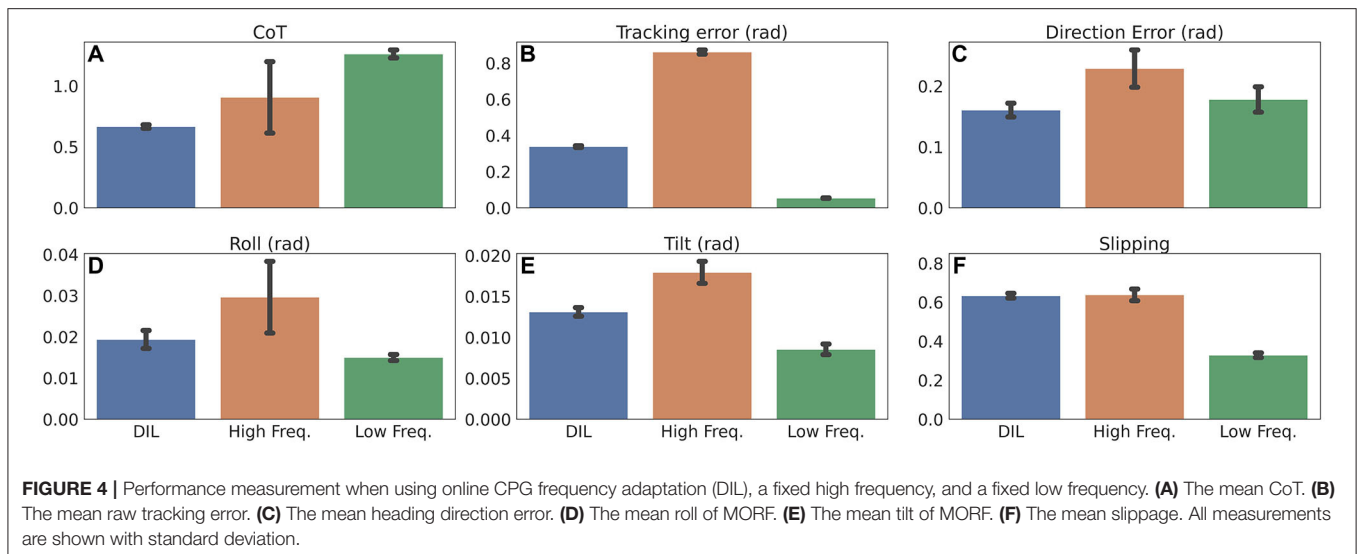 A
CoT
1.0
0.5
0.0
B
Tracking error (rad)
0.8
0.6
0.4
0.2
0.0
C
Direction Error (rad)
0.2
0.1
0.0
D
Roll (rad)
0.04
0.03
0.02
0.01
0.00
DIL High Freq. Low Freq.
E
Tilt (rad)
0.020
0.015
0.010
0.005
0.000
DIL High Freq. Low Freq.
F
Slipping
0.8
0.6
0.4
0.2
0.0
DIL High Freq. Low Freq.
FIGURE 4 | Performance measurement when using online CPG frequency adaptation (DIL), a fixed high frequency, and a fixed low frequency. (A) The mean CoT. (B)
The mean raw tracking error. (C) The mean heading direction error. (D) The mean roll of MORF. (E) The mean tilt of MORF. (F) The mean slippage. All measurements
are shown with standard deviation.